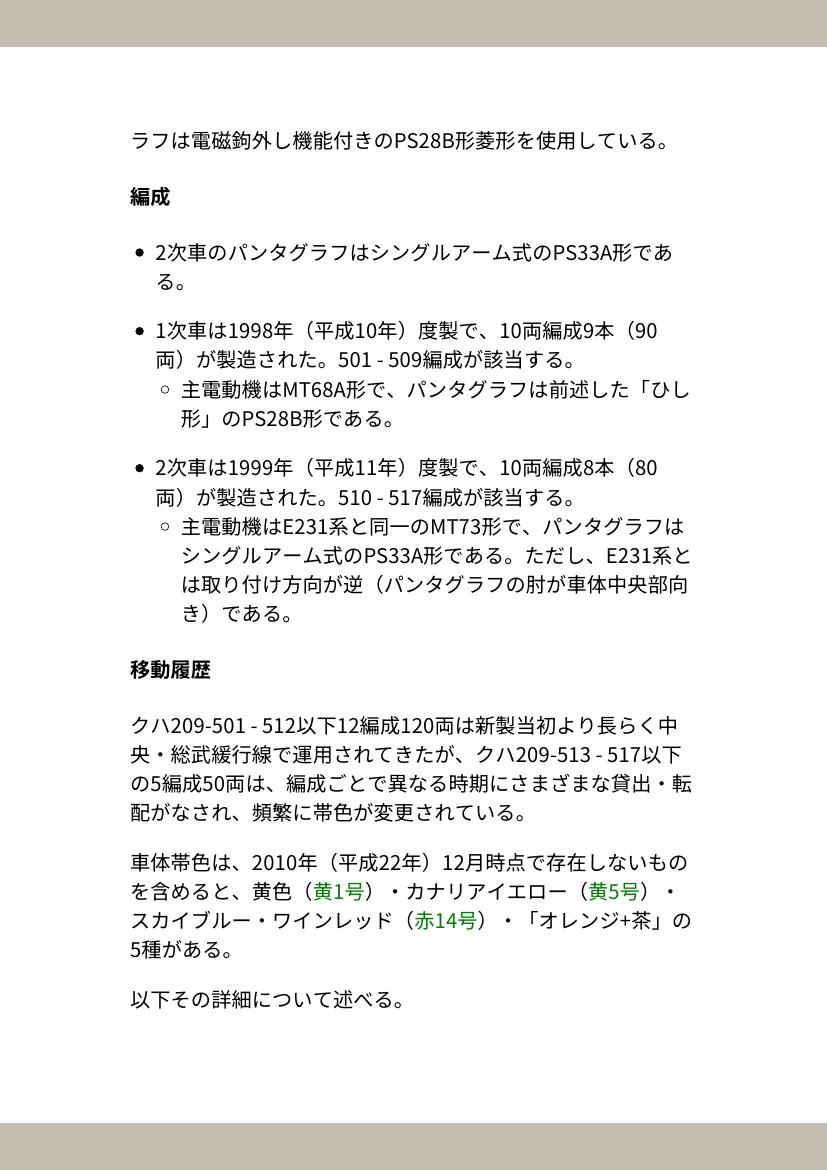 ラフは電磁鉤外し機能付きのPS28B形菱形を使用している。
編成
• 2次車のパンタグラフはシングルアーム式のPS33A形であ
る。
• 1次車は1998年（平成10年）度製で、10両編成9本（90
両）が製造された。501 - 509編成が該当する。
○ 主電動機はMT68A形で、パンタグラフは前述した「ひし
形」のPS28B形である。
• 2次車は1999年（平成11年）度製で、10両編成8本（80
両）が製造された。510 - 517編成が該当する。
○ 主電動機はE231系と同一のMT73形で、パンタグラフは
シングルアーム式のPS33A形である。ただし、E231系と
は取り付け方向が逆（パンタグラフの肘が車体中央部向
き）である。
移動履歴
クハ209-501 - 512以下12編成120両は新製当初より長らく中
央・総武緩行線で運用されてきたが、クハ209-513 - 517以下
の5編成50両は、編成ごとで異なる時期にさまざまな貸出・転
配がなされ、頻繁に帯色が変更されている。
車体帯色は、2010年（平成22年）12月時点で存在しないもの
を含めると、黄色（黄1号）・カナリアイエロー（黄5号）・
スカイブルー・ワインレッド（赤14号）・「オレンジ+茶」の
5種がある。
以下その詳細について述べる。